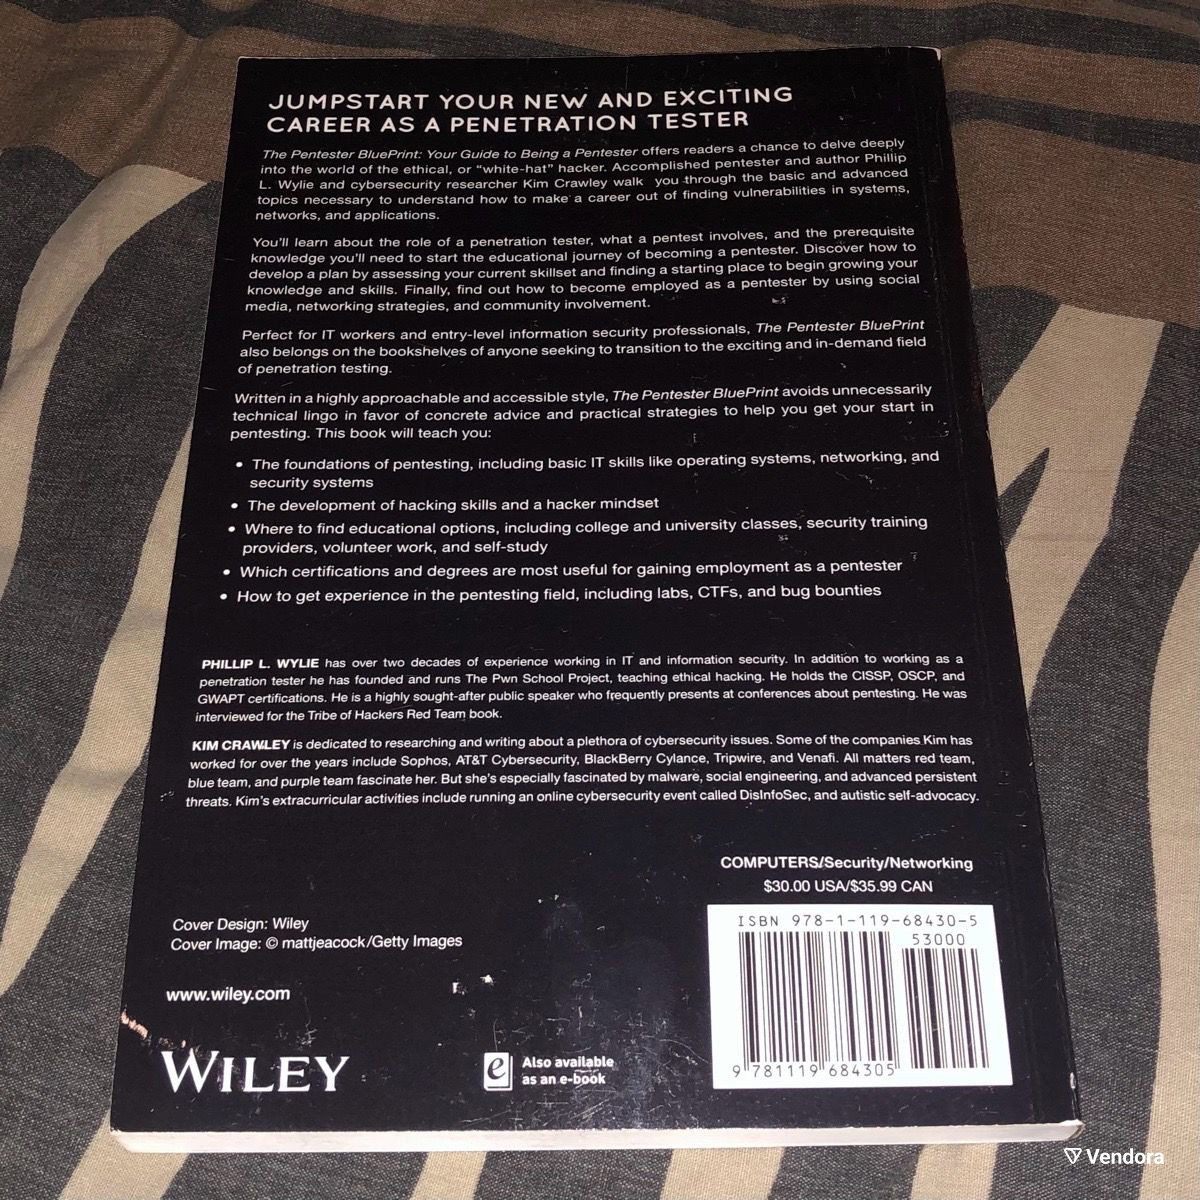 JUMPSTART YOUR NEW AND EXCITING
CAREER AS A PENETRATION TESTER
The Pentester BluePrint: Your Guide to Being a Pentester offers readers a chance to delve deeply
into the world of the ethical, or “white-hat” hacker. Accomplished pentester and author Phillip
L. Wylie and cybersecurity researcher Kim Crawley walk you through the basic and advanced
topics necessary to understand how to make a career out of finding vulnerabilities in systems,
networks, and applications.
You’ll learn about the role of a penetration tester, what a pentest involves, and the prerequisite
knowledge you’ll need to start the educational journey of becoming a pentester. Discover how to
develop a plan by assessing your current skillset and finding a starting place to begin growing your
knowledge and skills. Finally, find out how to become employed as a pentester by using social
media, networking strategies, and community involvement.
Perfect for IT workers and entry-level information security professionals, The Pentester BluePrint
also belongs on the bookshelves of anyone seeking to transition to the exciting and in-demand field
of penetration testing.
Written in a highly approachable and accessible style, The Pentester BluePrint avoids unnecessarily
technical lingo in favor of concrete advice and practical strategies to help you get your start in
pentesting. This book will teach you:
• The foundations of pentesting, including basic IT skills like operating systems, networking, and
security systems
• The development of hacking skills and a hacker mindset
• Where to find educational options, including college and university classes, security training
providers, volunteer work, and self-study
• Which certifications and degrees are most useful for gaining employment as a pentester
• How to get experience in the pentesting field, including labs, CTFs, and bug bounties
PHILLIP L. WYLIE has over two decades of experience working in IT and information security. In addition to working as a
penetration tester he has founded and runs The Pwn School Project, teaching ethical hacking. He holds the CISSP, OSCP, and
GWAPT certifications. He is a highly sought-after public speaker who frequently presents at conferences about pentesting. He was
interviewed for the Tribe of Hackers Red Team book.
KIM CRAWLEY is dedicated to researching and writing about a plethora of cybersecurity issues. Some of the companies Kim has
worked for over the years include Sophos, AT&T Cybersecurity, BlackBerry Cylance, Tripwire, and Venafi. All matters red team,
blue team, and purple team fascinate her. But she’s especially fascinated by malware, social engineering, and advanced persistent
threats. Kim’s extracurricular activities include running an online cybersecurity event called DisInfoSec, and autistic self-advocacy.
COMPUTERS/Security/Networking
$30.00 USA/$35.99 CAN
Cover Design: Wiley
Cover Image: © mattjeacock/Getty Images
www.wiley.com
WILEY
e
Also available
as an e-book
ISBN 978-1-119-68430-5
53000
9 781119 684305
Vendora